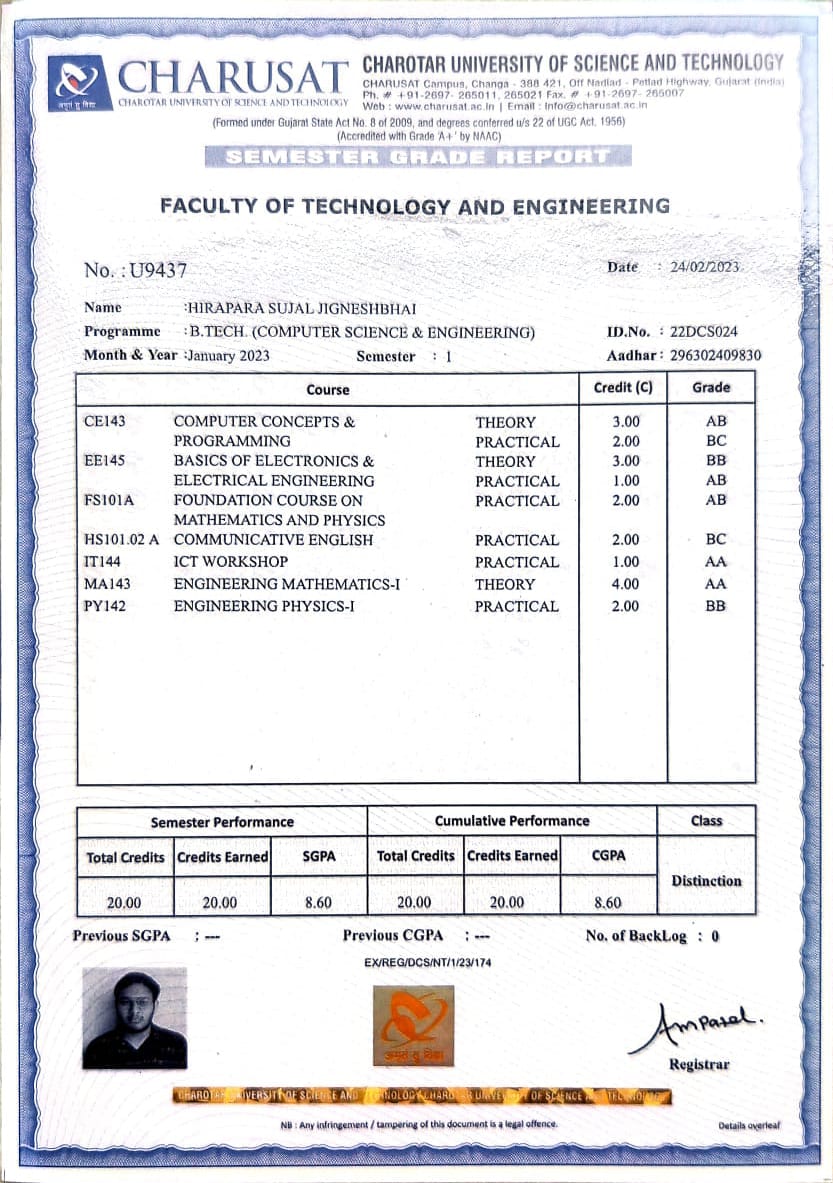 अमृतं तु विद्या
CHARUSAT
CHAROTAR UNIVERSITY OF SCIENCE AND TECHNOLOGY
CHAROTAR UNIVERSITY OF SCIENCE AND TECHNOLOGY
CHARUSAT Campus, Changa - 388 421, Off Nadiad - Petlad Highway, Gujarat (India)
Ph. # +91-2697- 265011, 265021 Fax. # +91-2697- 265007
Web : www.charusat.ac.in | Email : Info@charusat.ac.in
(Formed under Gujarat State Act No. 8 of 2009, and degrees conferred u/s 22 of UGC Act. 1956)
(Accredited with Grade 'A+' by NAAC)
SEMESTER GRADE REPORT
FACULTY OF TECHNOLOGY AND ENGINEERING
No. : U9437 Date : 24/02/2023
Name :HIRAPARA SUJAL JIGNESHBHAI
Programme :B.TECH. (COMPUTER SCIENCE & ENGINEERING) ID.No. : 22DCS024
Month & Year :January 2023 Semester : 1 Aadhar : 296302409830
Course Credit (C) Grade
CE143 COMPUTER CONCEPTS & THEORY 3.00 AB
PROGRAMMING PRACTICAL 2.00 BC
EE145 BASICS OF ELECTRONICS & THEORY 3.00 BB
ELECTRICAL ENGINEERING PRACTICAL 1.00 AB
FS101A FOUNDATION COURSE ON PRACTICAL 2.00 AB
MATHEMATICS AND PHYSICS
HS101.02 A COMMUNICATIVE ENGLISH PRACTICAL 2.00 BC
IT144 ICT WORKSHOP PRACTICAL 1.00 AA
MA143 ENGINEERING MATHEMATICS-I THEORY 4.00 AA
PY142 ENGINEERING PHYSICS-I PRACTICAL 2.00 BB
Semester Performance Cumulative Performance Class
Total Credits Credits Earned SGPA Total Credits Credits Earned CGPA
Distinction
20.00 20.00 8.60 20.00 20.00 8.60
Previous SGPA : --- Previous CGPA : --- No. of BackLog : 0
EX/REG/DCS/NT/1/23/174
अमृतं तु विद्या
Registrar
CHAROTAR UNIVERSITY OF SCIENCE AND TECHNOLOGY CHAROTAR UNIVERSITY OF SCIENCE AND TECHNOLOGY
NB : Any infringement / tampering of this document is a legal offence.
Details overleaf